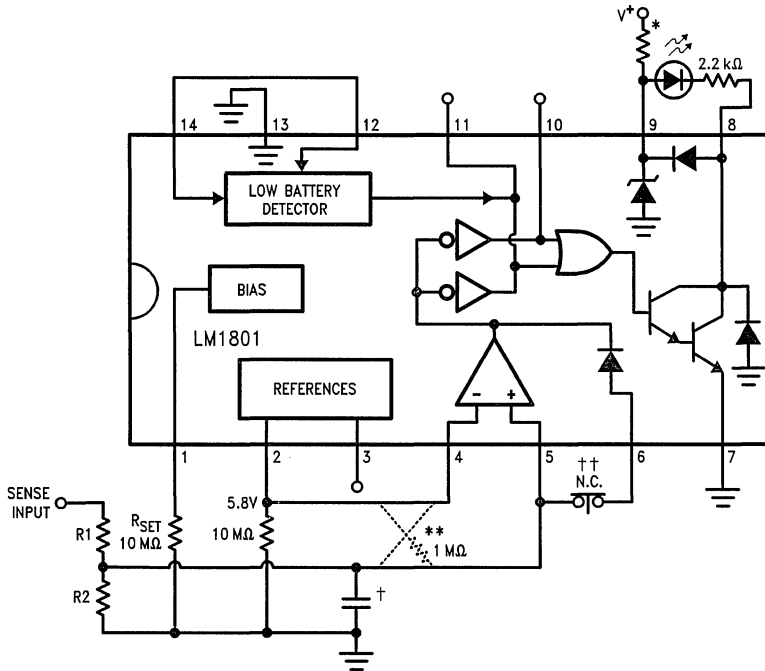 V+
*
2.2 kΩ
14
13
12
11
10
9
8
LOW BATTERY
DETECTOR
BIAS
LM1801
REFERENCES
-
+
1
2
3
4
5
6
7
††
N.C.
SENSE
INPUT
5.8V
R1
RSET
10 MΩ
10 MΩ
**
1 MΩ
R2
†